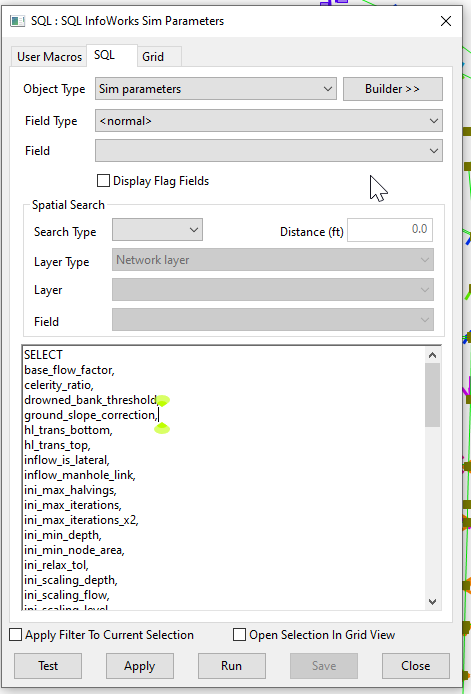 SQL : SQL InfoWorks Sim Parameters
User Macros SQL Grid
Object Type Sim parameters Builder >>
Field Type <normal>
Field
Display Flag Fields
Spatial Search
Search Type Distance (ft) 0.0
Layer Type Network layer
Layer
Field
SELECT
base_flow_factor,
celerity_ratio,
drowned_bank_threshold,
ground_slope_correction,
hl_trans_bottom,
hl_trans_top,
inflow_is_lateral,
inflow_manhole_link,
ini_max_halvings,
ini_max_iterations,
ini_max_iterations_x2,
ini_min_depth,
ini_min_node_area,
ini_relax_tol,
ini_scaling_depth,
ini_scaling_flow,
ini_scaling_level
Apply Filter To Current Selection Open Selection In Grid View
Test Apply Run Save Close